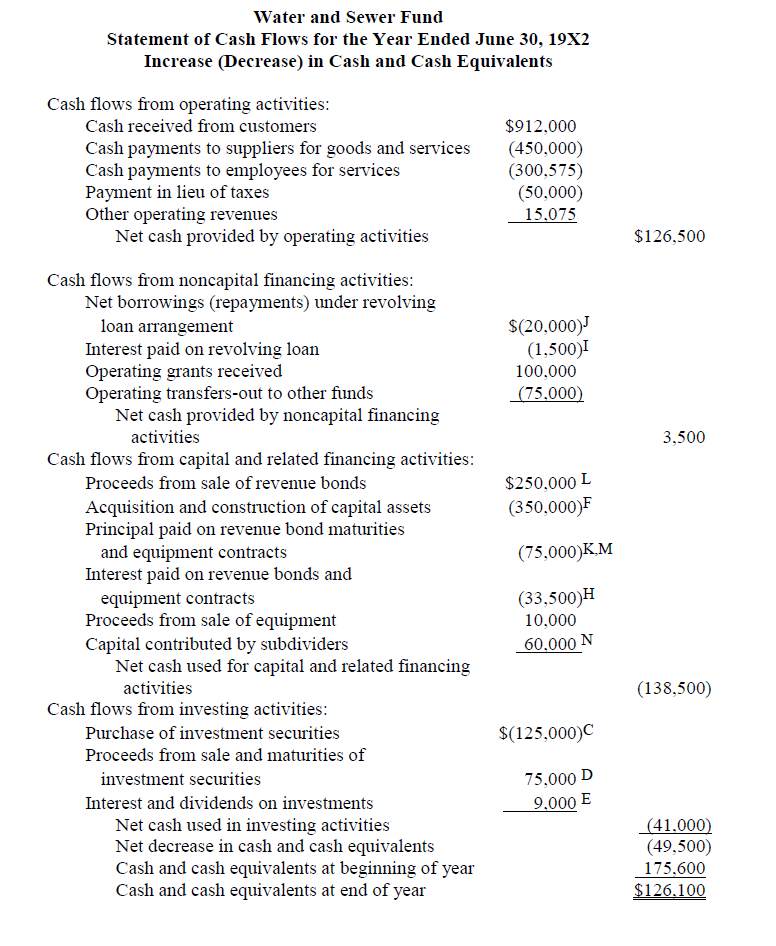 Water and Sewer Fund
Statement of Cash Flows for the Year Ended June 30, 19X2
Increase (Decrease) in Cash and Cash Equivalents
Cash flows from operating activities:
Cash received from customers $912,000
Cash payments to suppliers for goods and services (450,000)
Cash payments to employees for services (300,575)
Payment in lieu of taxes (50,000)
Other operating revenues 15,075
Net cash provided by operating activities $126,500
Cash flows from noncapital financing activities:
Net borrowings (repayments) under revolving
loan arrangement $(20,000)J
Interest paid on revolving loan (1,500)I
Operating grants received 100,000
Operating transfers-out to other funds (75,000)
Net cash provided by noncapital financing
activities 3,500
Cash flows from capital and related financing activities:
Proceeds from sale of revenue bonds $250,000 L
Acquisition and construction of capital assets (350,000)F
Principal paid on revenue bond maturities
and equipment contracts (75,000)K,M
Interest paid on revenue bonds and
equipment contracts (33,500)H
Proceeds from sale of equipment 10,000
Capital contributed by subdividers 60,000 N
Net cash used for capital and related financing
activities (138,500)
Cash flows from investing activities:
Purchase of investment securities $(125,000)C
Proceeds from sale and maturities of
investment securities 75,000 D
Interest and dividends on investments 9,000 E
Net cash used in investing activities (41,000)
Net decrease in cash and cash equivalents (49,500)
Cash and cash equivalents at beginning of year 175,600
Cash and cash equivalents at end of year $126,100